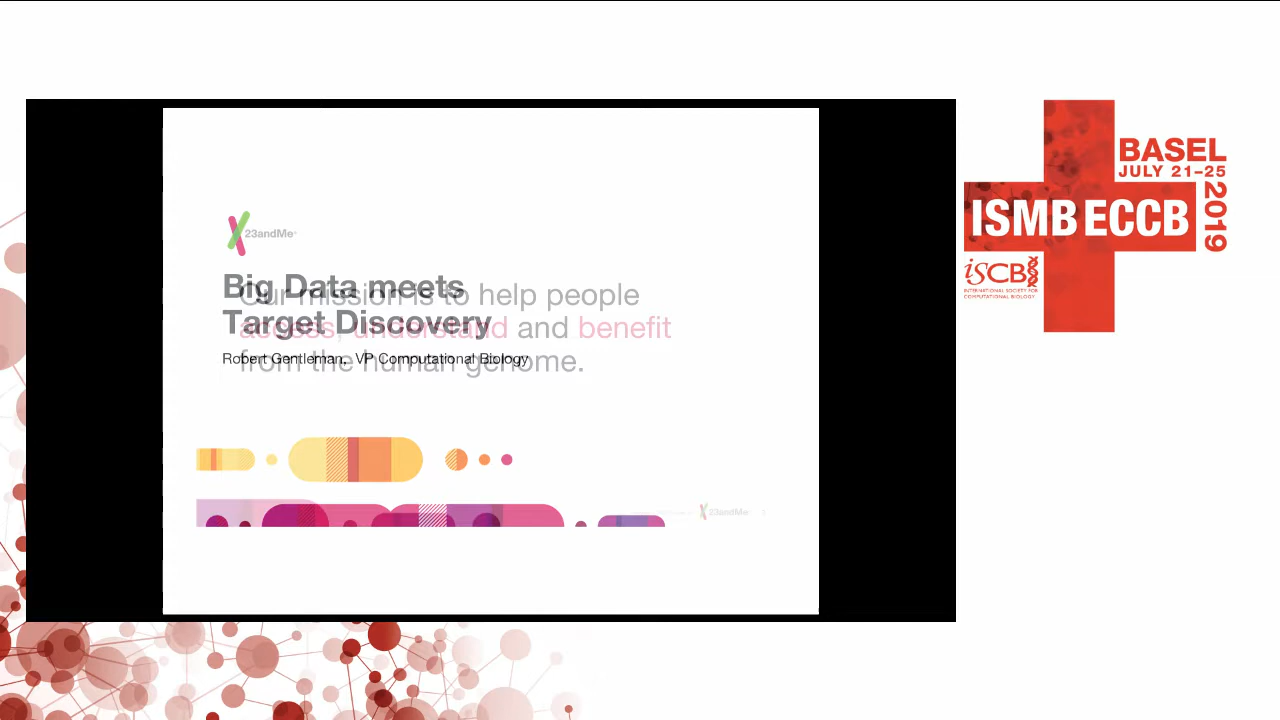 23andMe
Big Data meets
Target Discovery
Robert Gentleman, VP Computational Biology
Our mission is to help people
access, understand and benefit
from the human genome.
23andMe
BASEL
JULY 21–25
2019
ISMB ECCB
ISCB
INTERNATIONAL SOCIETY FOR
COMPUTATIONAL BIOLOGY